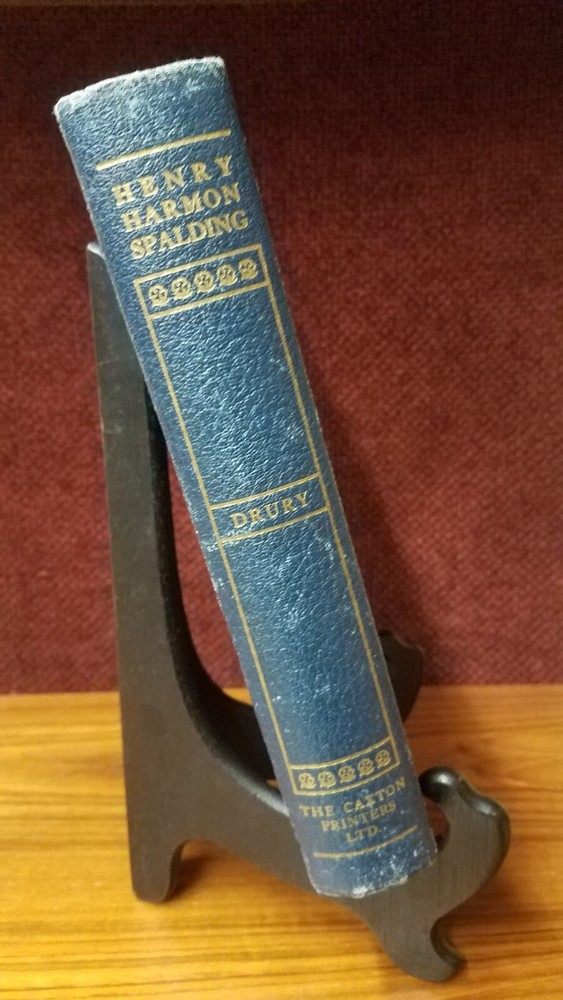 HENRY
HARMON
SPALDING
DRURY
THE CAXTON
PRINTERS
LTD.